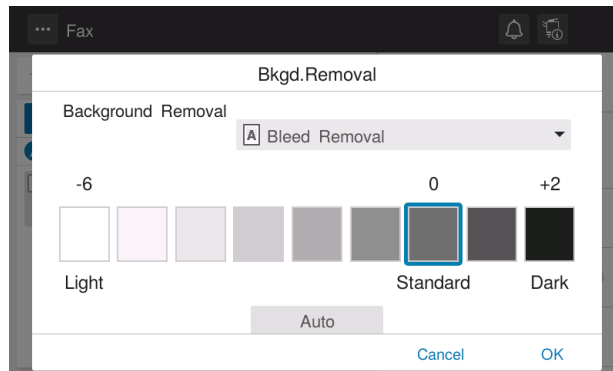 Fax
Bkgd.Removal
Background Removal
A Bleed Removal
-6 0 +2
Light Standard Dark
Auto
Cancel OK